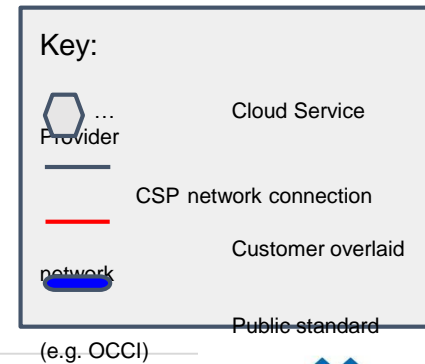 Key:
… Cloud Service
Provider
CSP network connection
Customer overlaid
network
Public standard
(e.g. OCCI)